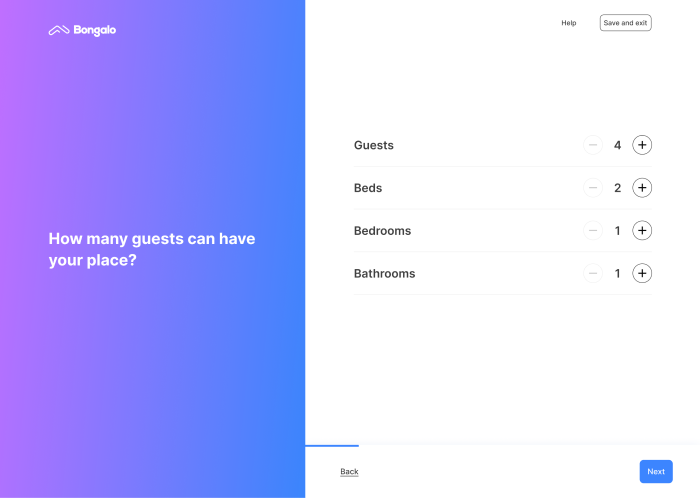 Bongalo
Help
Save and exit
How many guests can have
your place?
Guests
4
Beds
2
Bedrooms
1
Bathrooms
1
Back
Next